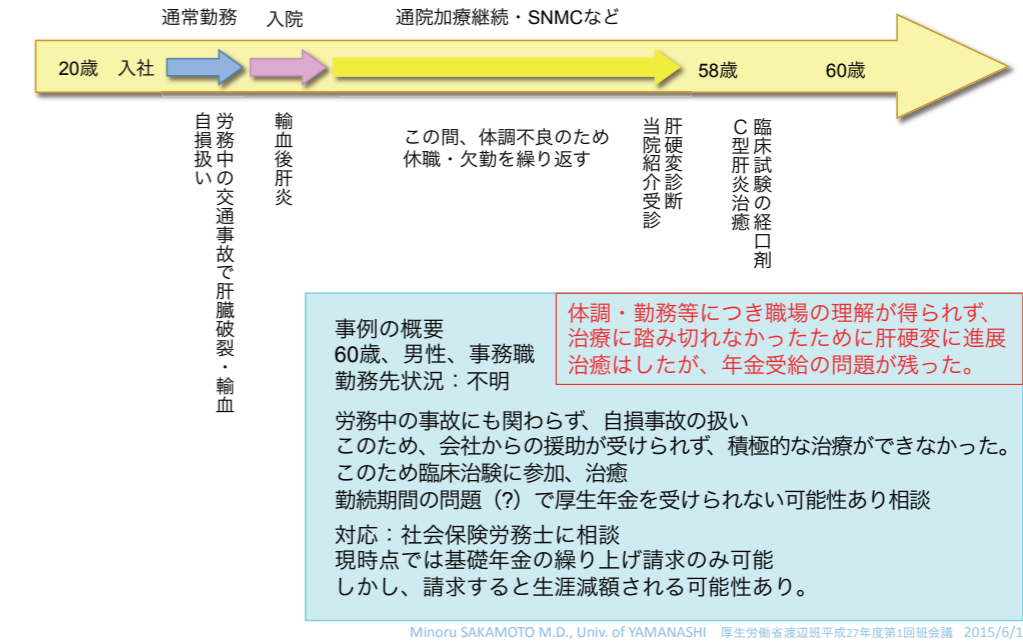 通常勤務
入院
通院加療継続・SNMCなど
20歳
入社
58歳
60歳
労務中の交通事故で肝臓破裂・輸血
自損扱い
輸血後肝炎
この間、体調不良のため
休職・欠勤を繰り返す
肝硬変診断
当院紹介受診
臨床試験の経口剤
C型肝炎治癒
体調・勤務等につき職場の理解が得られず、
治療に踏み切れなかったために肝硬変に進展
治癒はしたが、年金受給の問題が残った。
事例の概要
60歳、男性、事務職
勤務先状況：不明
労務中の事故にも関わらず、自損事故の扱い
このため、会社からの援助が受けられず、積極的な治療ができなかった。
このため臨床治験に参加、治癒
勤続期間の問題（?）で厚生年金を受けられない可能性あり相談
対応：社会保険労務士に相談
現時点では基礎年金の繰り上げ請求のみ可能
しかし、請求すると生涯減額される可能性あり。
Minoru SAKAMOTO M.D., Univ. of YAMANASHI 厚生労働省渡辺班平成27年度第1回班会議 2015/6/1